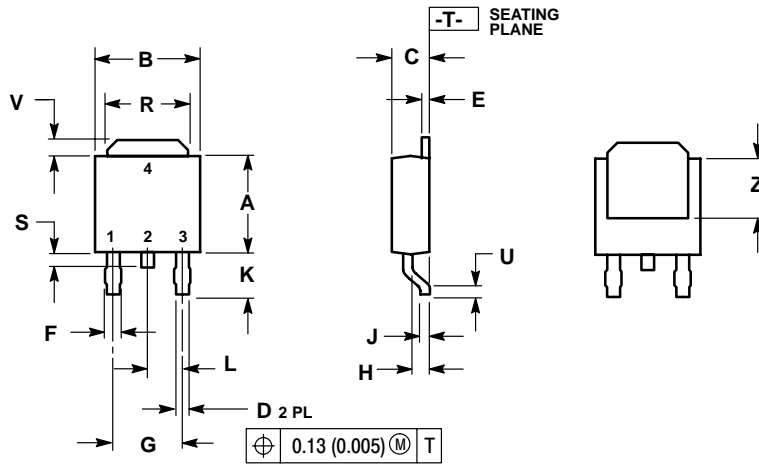 -T- SEATING
PLANE
C
B
V
R
E
4
Z
A
S
1 2 3
U
K
F
J
L
H
D 2 PL
G
⌖ 0.13 (0.005) Ⓜ T